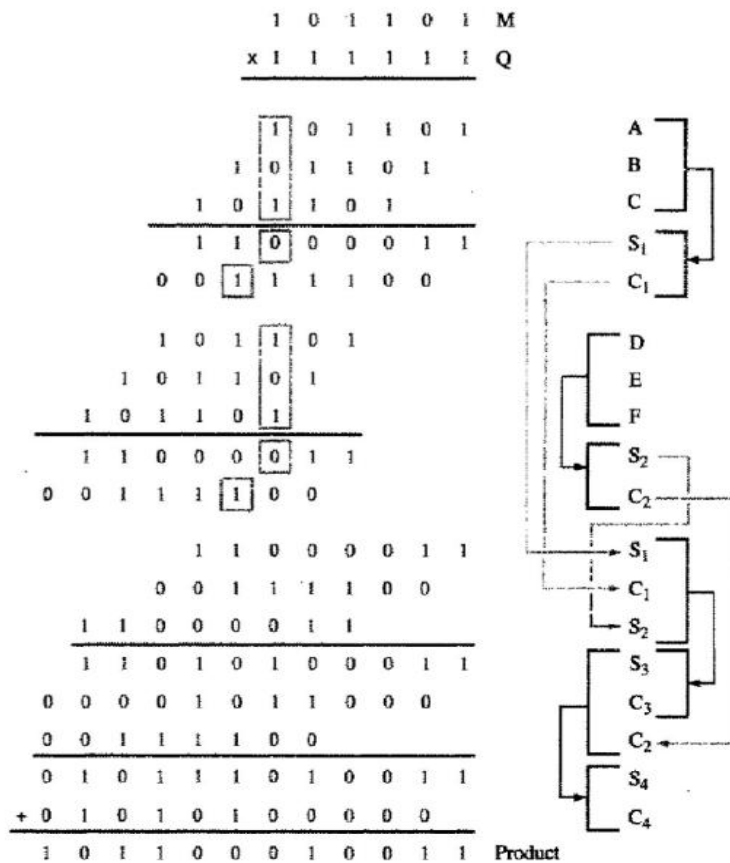 1 0 1 1 0 1 M
x 1 1 1 1 1 1 Q
1 0 1 1 0 1 A
1 0 1 1 0 1 B
1 0 1 1 0 1 C
1 1 0 0 0 0 1 1 S1
0 0 1 1 1 1 0 0 C1
1 0 1 1 0 1 D
1 0 1 1 0 1 E
1 0 1 1 0 1 F
1 1 0 0 0 0 1 1 S2
0 0 1 1 1 1 0 0 C2
1 1 0 0 0 0 1 1 S1
0 0 1 1 1 1 0 0 C1
1 1 0 0 0 0 1 1 S2
1 1 0 1 0 1 0 0 0 1 1 S3
0 0 0 0 1 0 1 1 0 0 0 C3
0 0 1 1 1 1 0 0 C2
0 1 0 1 1 1 0 1 0 0 1 1 S4
+ 0 1 0 1 0 1 0 0 0 0 0 C4
1 0 1 1 0 0 0 1 0 0 1 1 Product